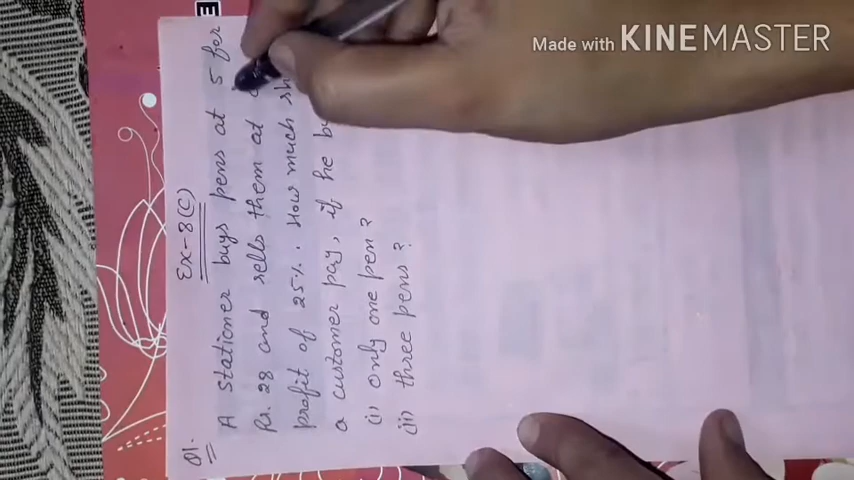 Made with KINEMASTER
Ex-8(C)
Q1.
A stationer buys pens at 5 for
Rs. 28 and sells them at
profit of 25%. How much
a customer pay, if he
(i) only one pen?
(ii) three pens?